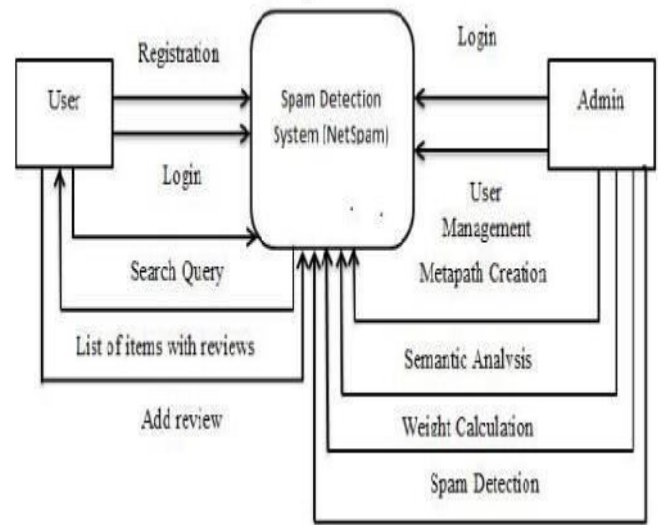 Registration
Login
User
Spam Detection
System (NetSpam)
Admin
Login
User
Management
Search Query
Metapath Creation
List of items with reviews
Semantic Analysis
Add review
Weight Calculation
Spam Detection